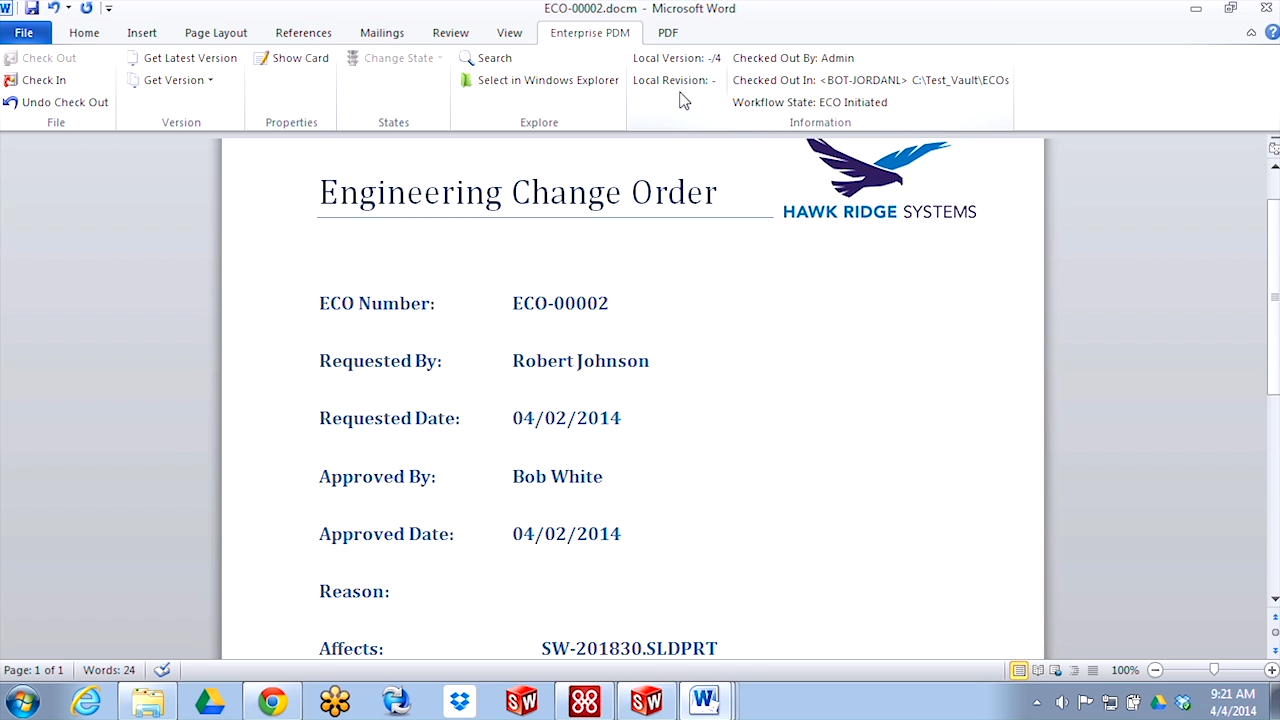 ECO-00002.docm - Microsoft Word
File Home Insert Page Layout References Mailings Review View Enterprise PDM PDF
Check Out Get Latest Version Show Card Change State Search Local Version: -/4 Checked Out By: Admin
Check In Get Version Select in Windows Explorer Local Revision: - Checked Out In: <BOT-JORDANL> C:\Test_Vault\ECOs
Undo Check Out Workflow State: ECO Initiated
File Version Properties States Explore Information
Engineering Change Order
HAWK RIDGE SYSTEMS
ECO Number: ECO-00002
Requested By: Robert Johnson
Requested Date: 04/02/2014
Approved By: Bob White
Approved Date: 04/02/2014
Reason:
Affects: SW-201830.SLDPRT
Page: 1 of 1 Words: 24 100%
9:21 AM
4/4/2014